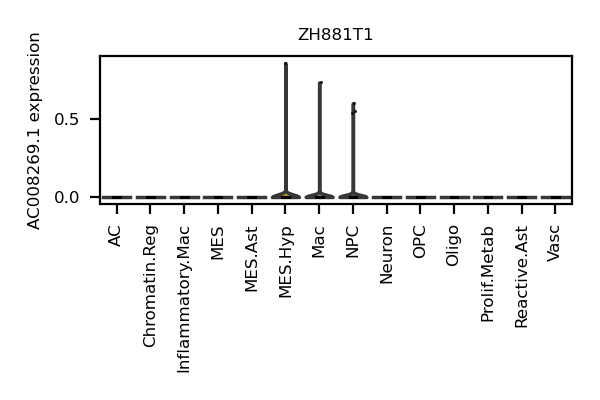 ZH881T1
AC008269.1 expression
0.5
0.0
AC
Chromatin.Reg
Inflammatory.Mac
MES
MES.Ast
MES.Hyp
Mac
NPC
Neuron
OPC
Oligo
Prolif.Metab
Reactive.Ast
Vasc